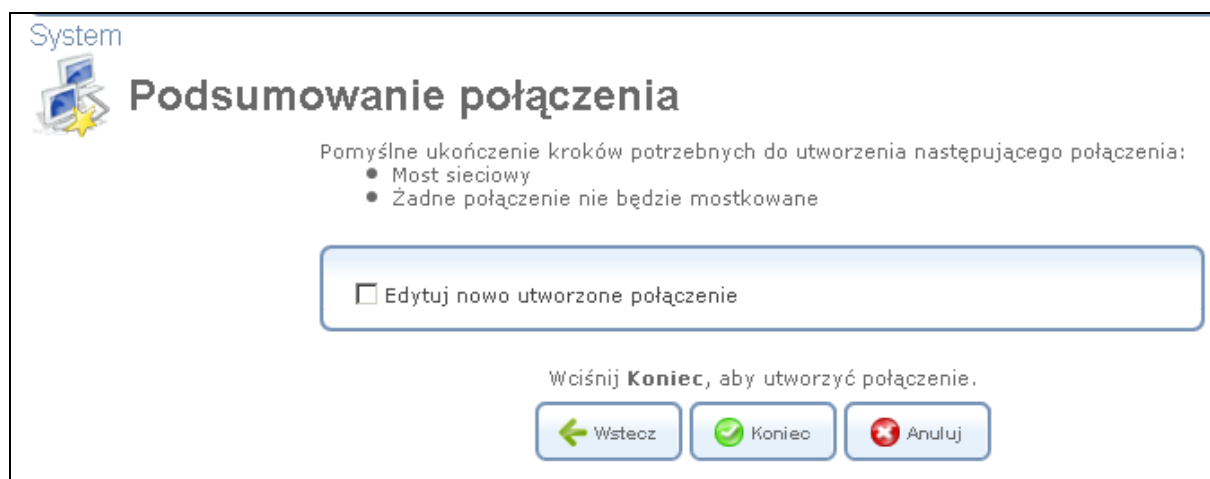 System
Podsumowanie połączenia
Pomyślne ukończenie kroków potrzebnych do utworzenia następującego połączenia:
Most sieciowy
Żadne połączenie nie będzie mostkowane
Edytuj nowo utworzone połączenie
Wciśnij Koniec, aby utworzyć połączenie.
Wstecz Koniec Anuluj